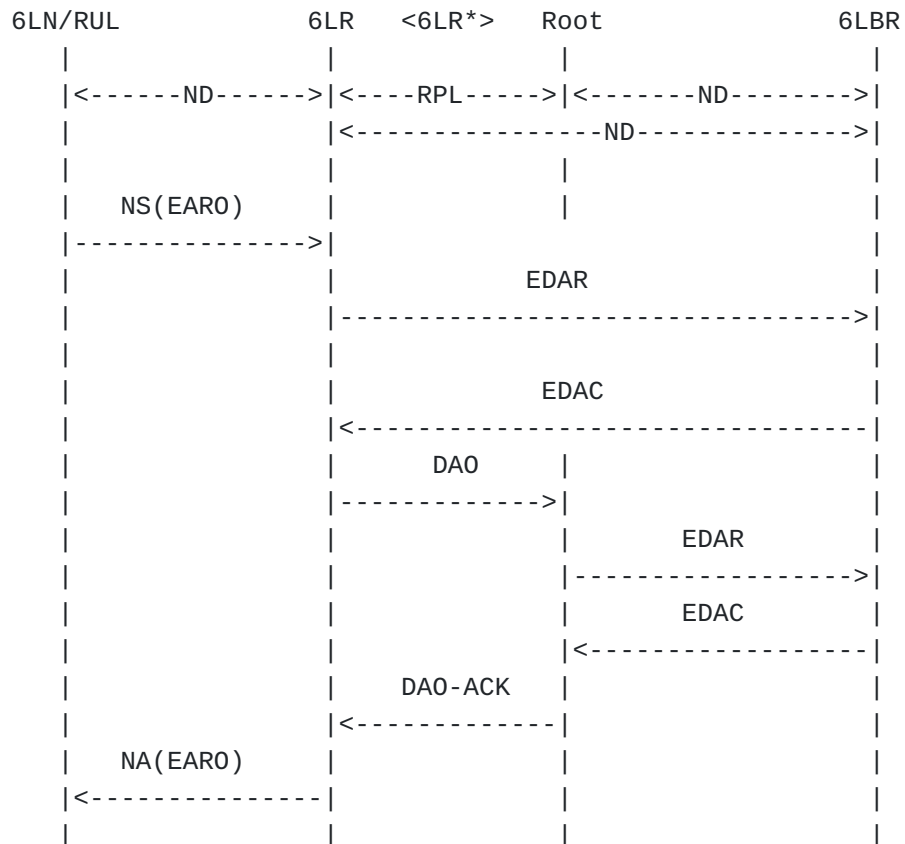 6LN/RUL 6LR <6LR*> Root 6LBR
| | | |
|<------ND------>|<----RPL----->|<-------ND-------->|
| |<----------------ND-------------->|
| | | |
| NS(EARO) | | |
|--------------->| |
| | EDAR |
| |--------------------------------->|
| | |
| | EDAC |
| |<---------------------------------|
| | DAO | |
| |------------->| |
| | | EDAR |
| | |------------------>|
| | | EDAC |
| | |<------------------|
| | DAO-ACK | |
| |<-------------| |
| NA(EARO) | | |
|<---------------| | |
| | | |